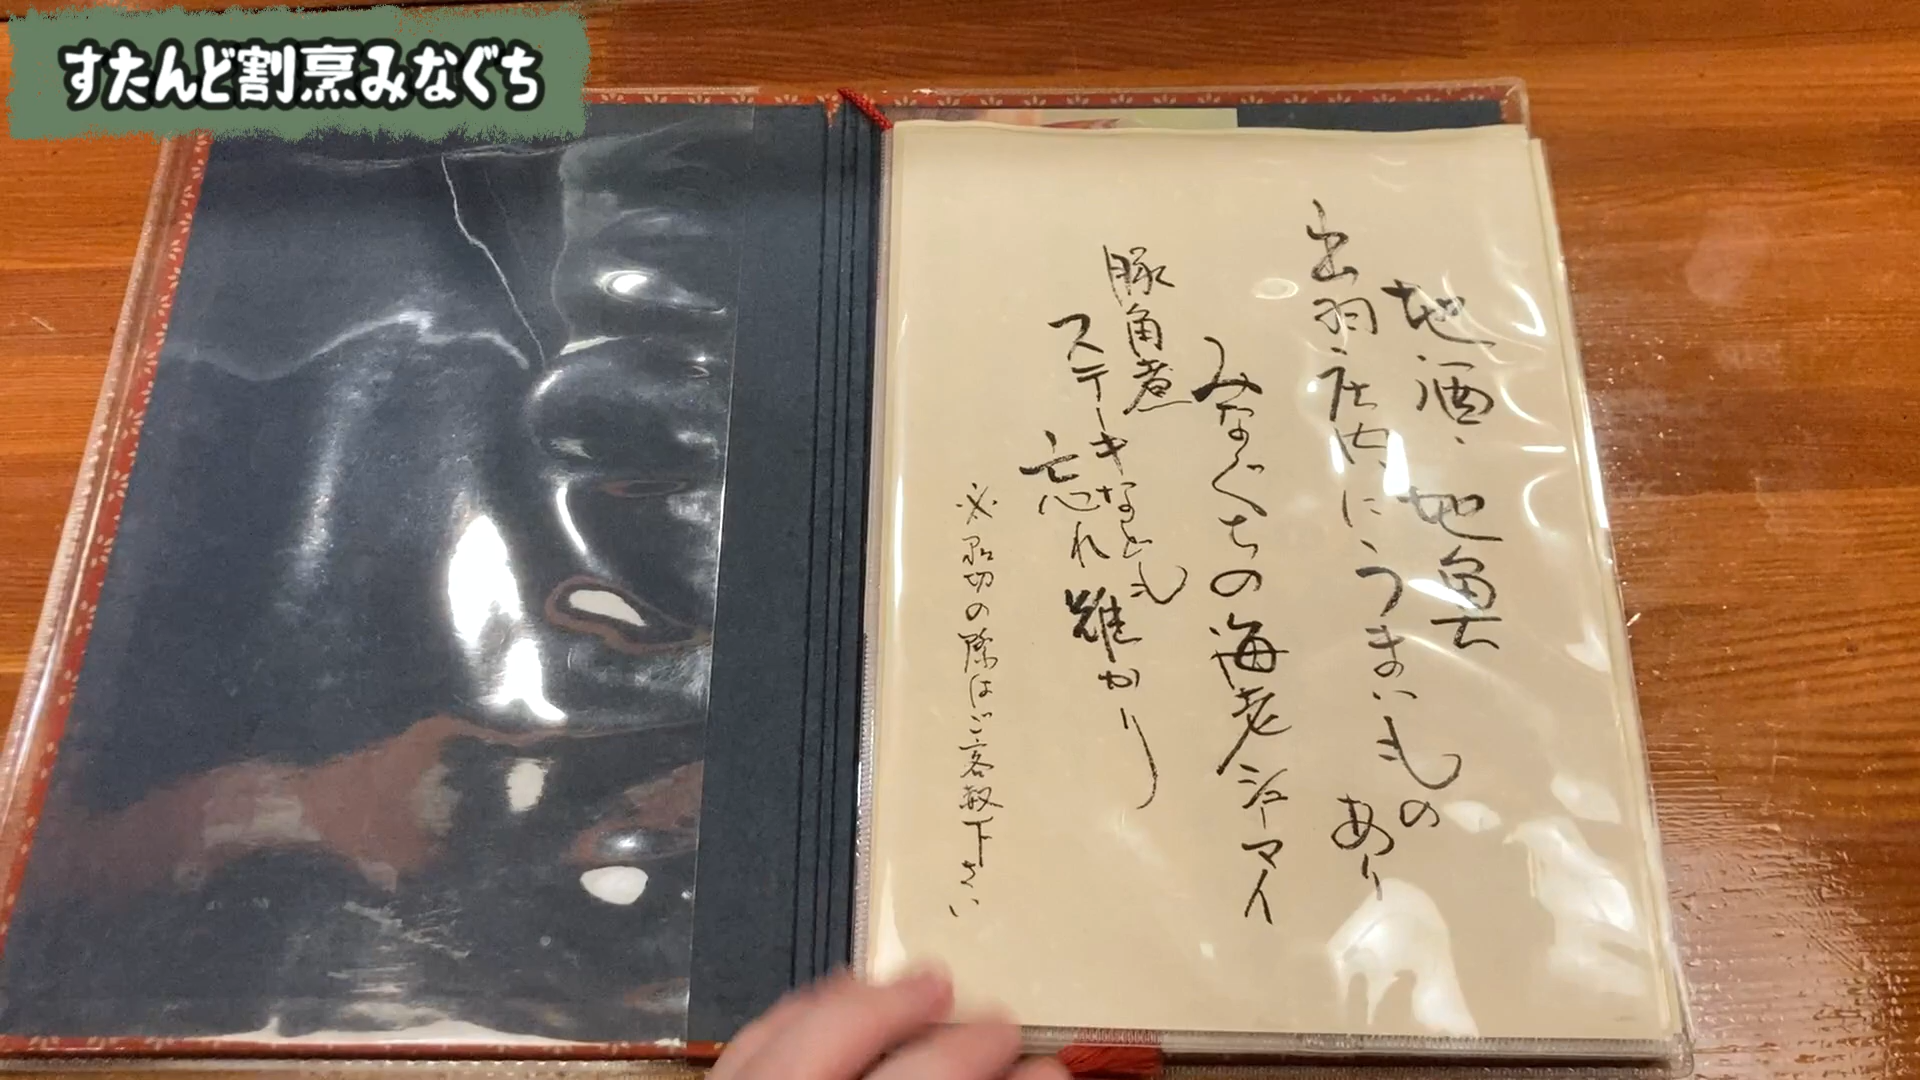 すたんど割烹みなぐち
地酒、地魚
出羽庄内にうまいもの
あり
みなぐちの海老シューマイ
豚角煮
ステーキなども
忘れ難かり
※品切の際はご容赦下さい